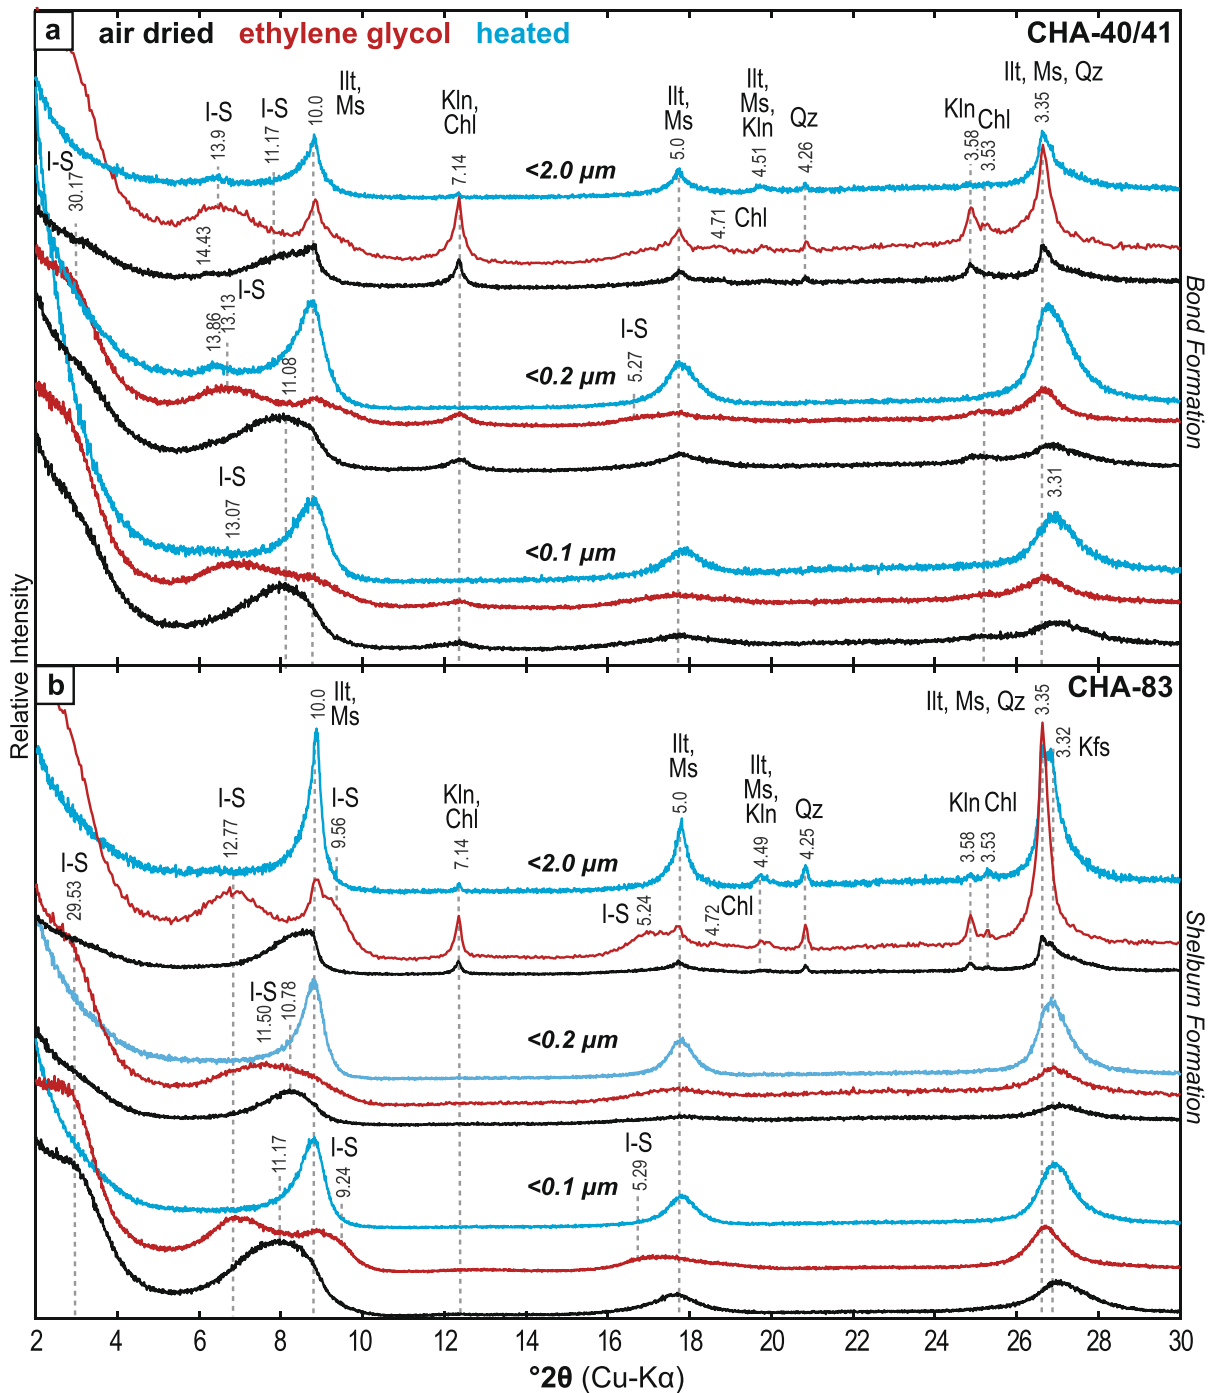 a air dried ethylene glycol heated CHA-40/41
Ilt, Ms, Qz
Ilt,
Ms
Ilt,
Ms,
Kln
I-S I-S
Kln,
Chl
Ilt,
Ms
Qz
Kln Chl
I-S
30.17
13.9
11.17
10.0
7.14
5.0
4.51
4.26
3.58
3.53
3.35
<2.0 µm
14.43
4.71
Chl
I-S
13.86
13.13
11.08
I-S
5.27
<0.2 µm
I-S
13.07
3.31
<0.1 µm
Bond Formation
Relative Intensity
b CHA-83
10.0
Ilt,
Ms
Ilt, Ms, Qz
3.35
3.32
Kfs
Ilt,
Ms
Ilt,
Ms,
Kln
I-S
I-S
Kln,
Chl
Qz
Kln Chl
12.77
9.56
7.14
5.0
4.49
4.25
3.58
3.53
<2.0 µm
I-S
29.53
I-S
5.24
4.72
Chl
I-S
11.50
10.78
<0.2 µm
11.17
I-S
9.24
I-S
5.29
<0.1 µm
Shelburn Formation
2 4 6 8 10 12 14 16 18 20 22 24 26 28 30
°2θ (Cu-Kα)